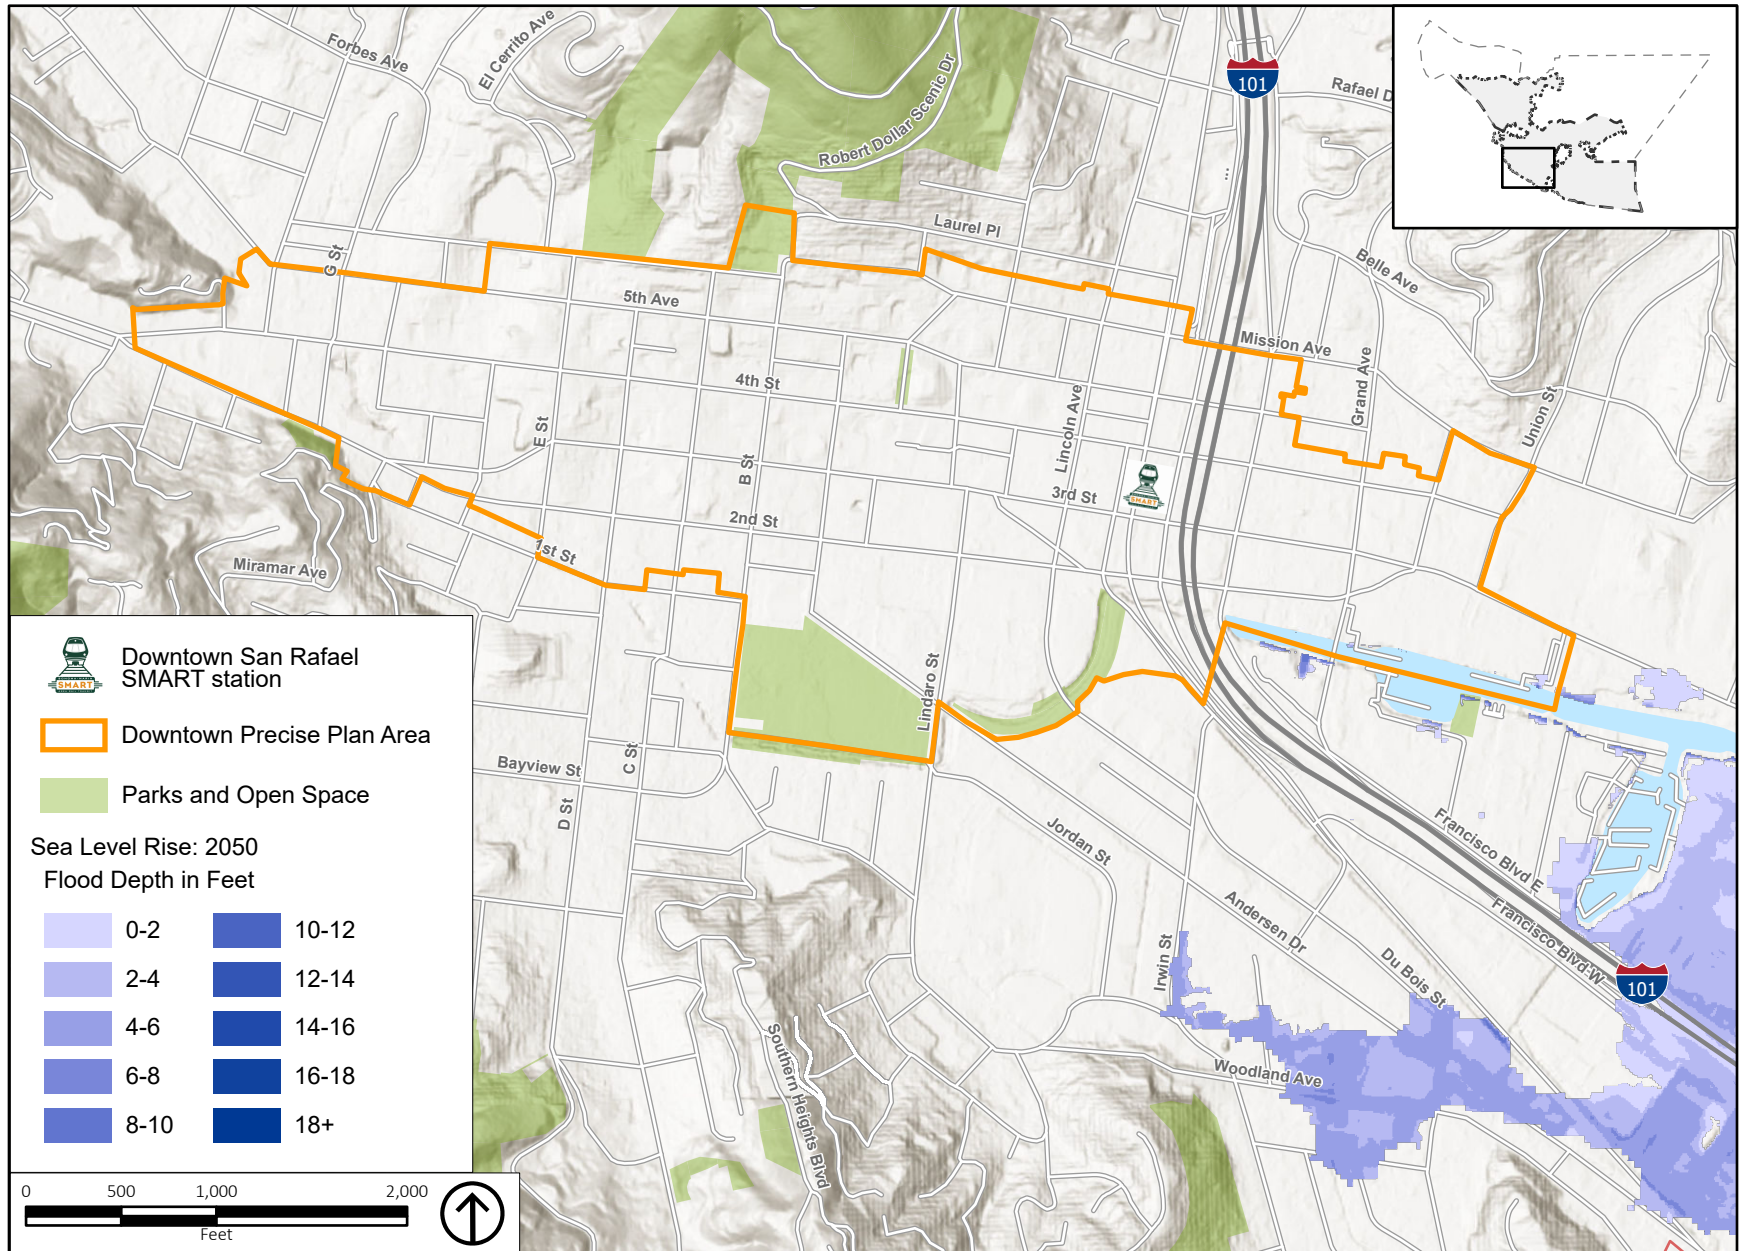 Forbes Ave
El Cerrito Ave
Robert Dollar Scenic Dr
101
Rafael D
Laurel Pl
Belle Ave
G St
5th Ave
Mission Ave
4th St
Grand Ave
Lincoln Ave
Union St
E St
B St
3rd St
SMART
2nd St
1st St
Miramar Ave
Lindaro St
C St
Bayview St
D St
Jordan St
Francisco Blvd E
Francisco Blvd W
Andersen Dr
Du Bois St
Irwin St
101
Woodland Ave
Southern Heights Blvd
SMART
Downtown San Rafael
SMART station
Downtown Precise Plan Area
Parks and Open Space
Sea Level Rise: 2050
Flood Depth in Feet
0-2
10-12
2-4
12-14
4-6
14-16
6-8
16-18
8-10
18+
0 500 1,000 2,000
Feet